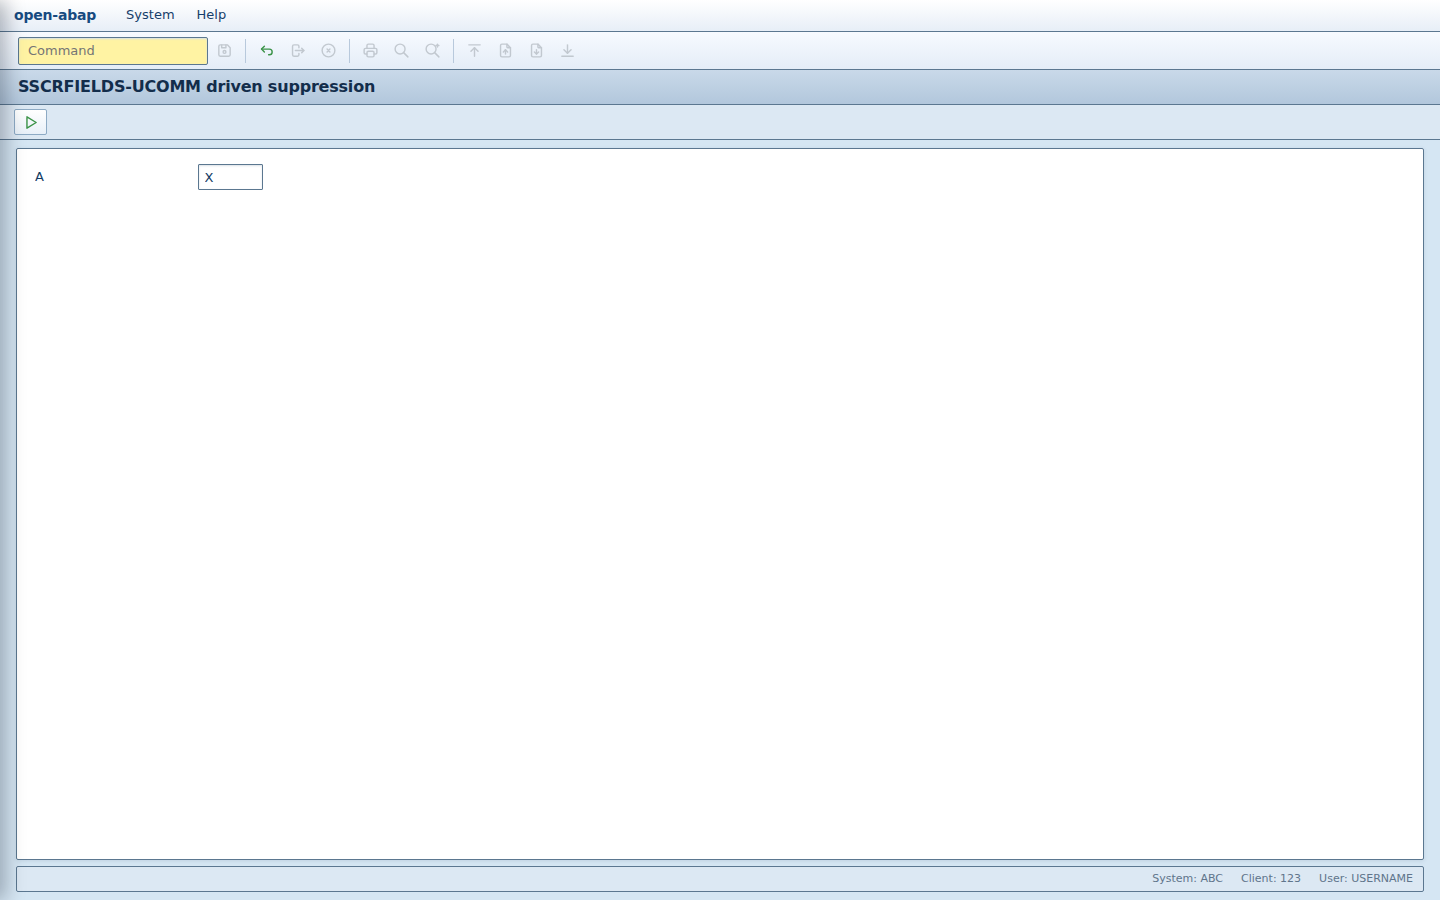 open-abap System Help
Command
SSCRFIELDS-UCOMM driven suppression
A X
System: ABC Client: 123 User: USERNAME